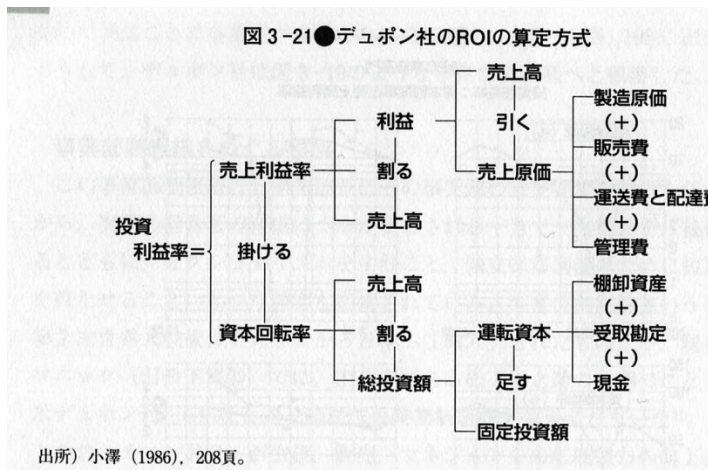 図3-21●デュポン社のROIの算定方式
売上高
利益
引く
製造原価
(+)
販売費
(+)
運送費と配達費
(+)
管理費
売上利益率
割る
売上原価
売上高
投資
利益率=
掛ける
売上高
棚卸資産
(+)
資本回転率
割る
運転資本
受取勘定
(+)
総投資額
足す
現金
固定投資額
出所) 小澤 (1986), 208頁。